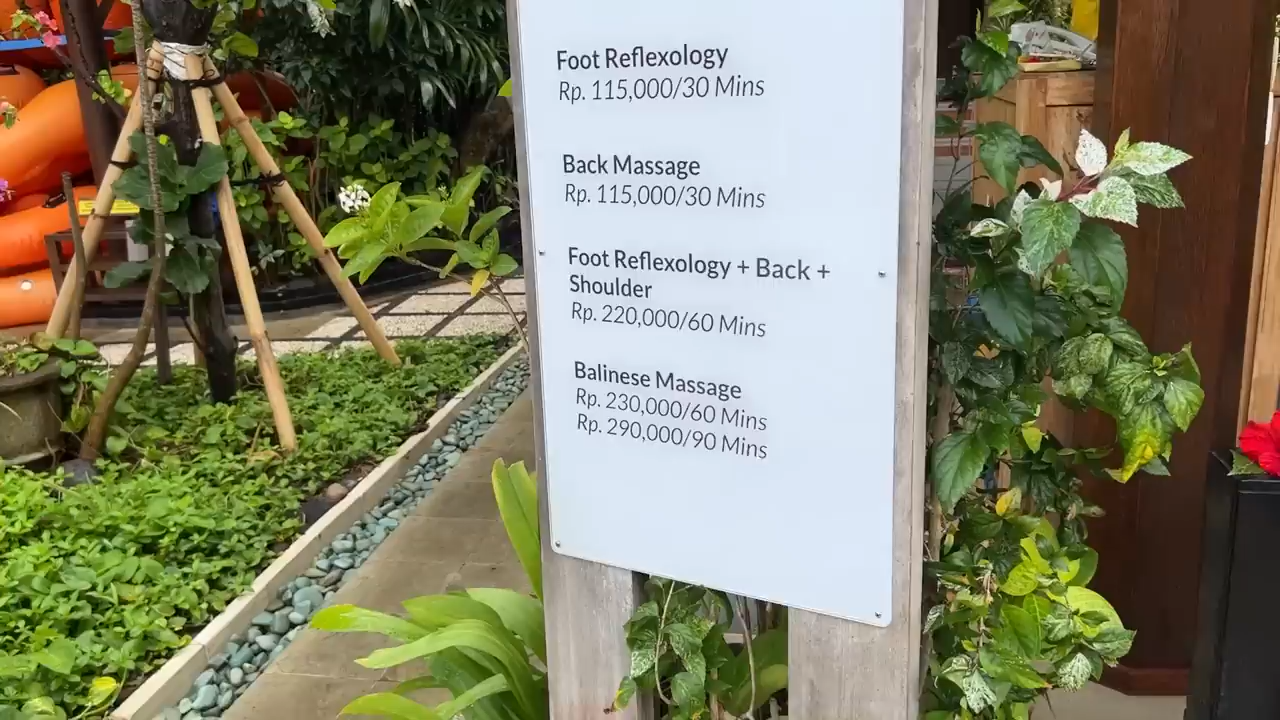 Foot Reflexology
Rp. 115,000/30 Mins
Back Massage
Rp. 115,000/30 Mins
Foot Reflexology + Back +
Shoulder
Rp. 220,000/60 Mins
Balinese Massage
Rp. 230,000/60 Mins
Rp. 290,000/90 Mins